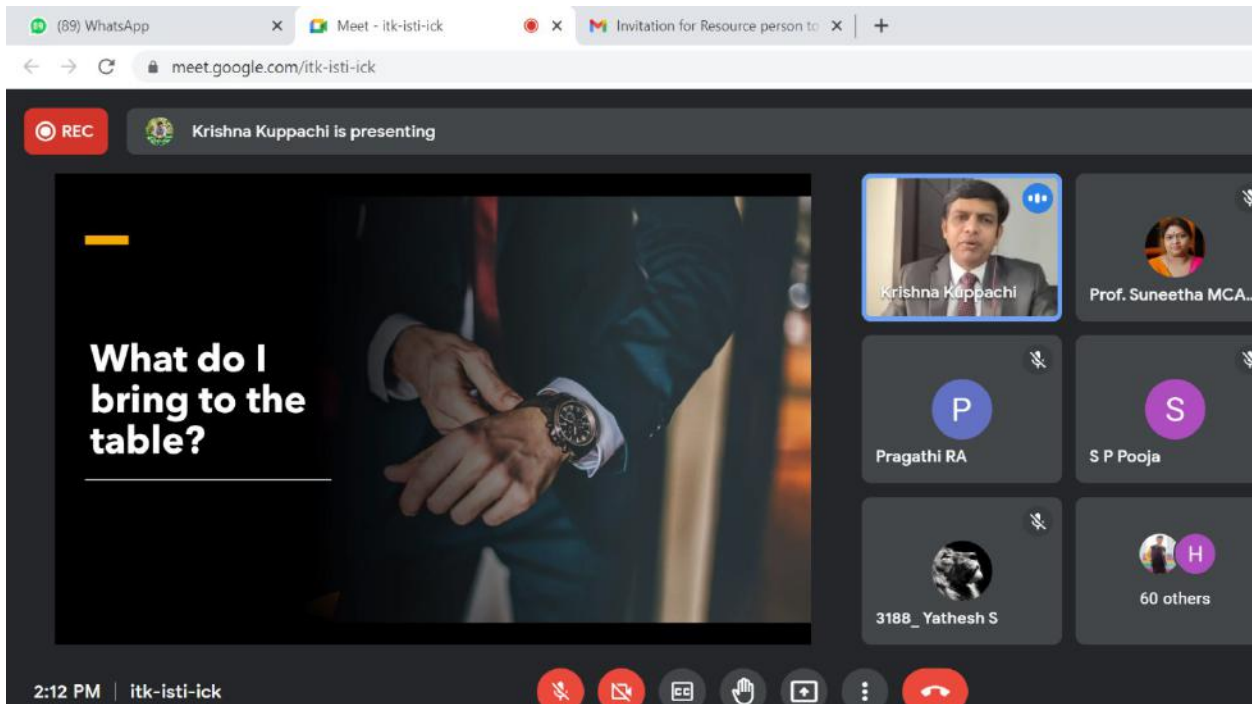 (89) WhatsApp
Meet - itk-isti-ick
Invitation for Resource person to
meet.google.com/itk-isti-ick
REC
Krishna Kuppachi is presenting
What do I
bring to the
table?
Krishna Kuppachi
Prof. Suneetha MCA...
P
Pragathi RA
S
S P Pooja
3188_ Yathesh S
H
60 others
2:12 PM | itk-isti-ick
CC